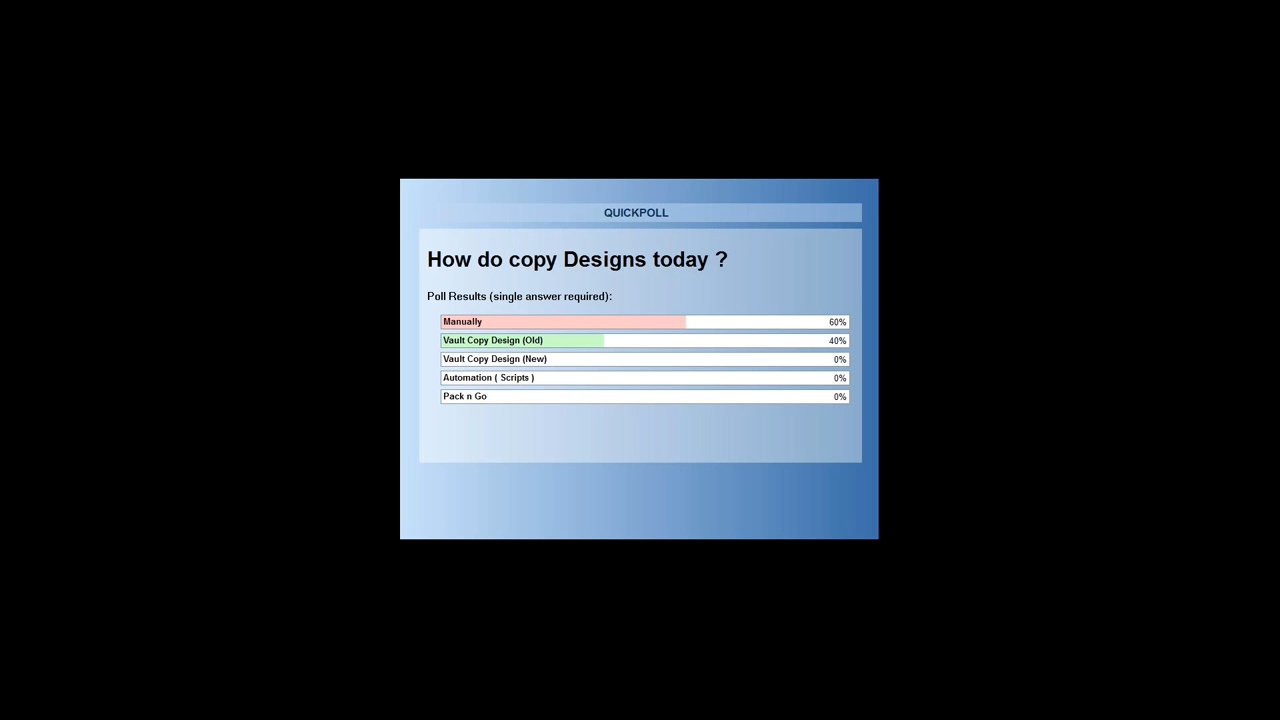 QUICKPOLL
How do copy Designs today ?
Poll Results (single answer required):
Manually 60%
Vault Copy Design (Old) 40%
Vault Copy Design (New) 0%
Automation ( Scripts ) 0%
Pack n Go 0%